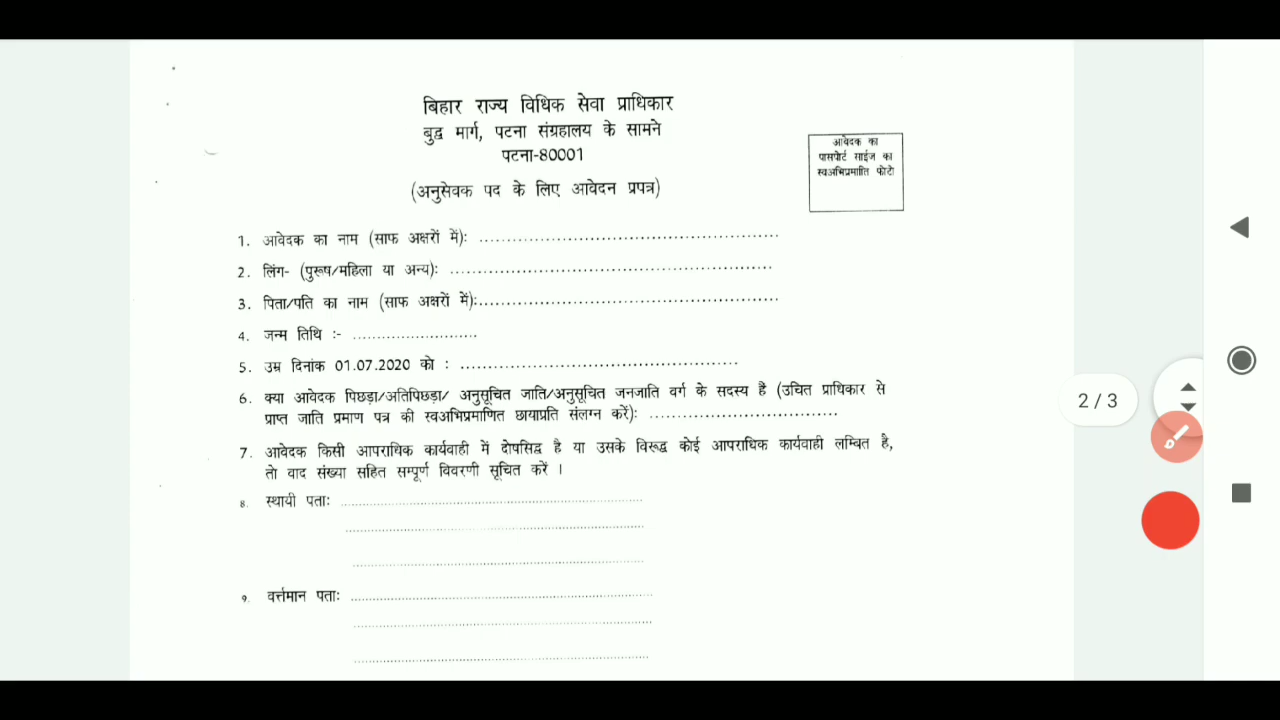 बिहार राज्य विधिक सेवा प्राधिकार
बुद्व मार्ग, पटना संग्रहालय के सामने
पटना-80001
(अनुसेवक पद के लिए आवेदन प्रपत्र)
आवेदक का
पासपोर्ट साईज का
स्वअभिप्रमाति फोटो
1. आवेदक का नाम (साफ अक्षरों में): ......................................................
2. लिंग- (पुरूष/महिला या अन्य): ..........................................................
3. पिता/पति का नाम (साफ अक्षरों में):......................................................
4. जन्म तिथि :- .........................
5. उम्र दिनांक 01.07.2020 को : ..................................................
6. क्या आवेदक पिछड़ा/अतिपिछड़ा/ अनुसूचित जाति/अनुसूचित जनजाति वर्ग के सदस्य है (उचित प्राधिकार से
प्राप्त जाति प्रमाण पत्र की स्वअभिप्रमाणित छायाप्रति संलग्न करें): ..................................
7. आवेदक किसी आपराधिक कार्यवाही में दोषसिद्व है या उसके विरूद्ध कोई आपराधिक कार्यवाही लम्बित है,
तो वाद संख्या सहित सम्पूर्ण विवरणी सूचित करें ।
8. स्थायी पताः ............................................................
............................................................
............................................................
9. वर्त्तमान पताः ............................................................
............................................................
............................................................
2 / 3